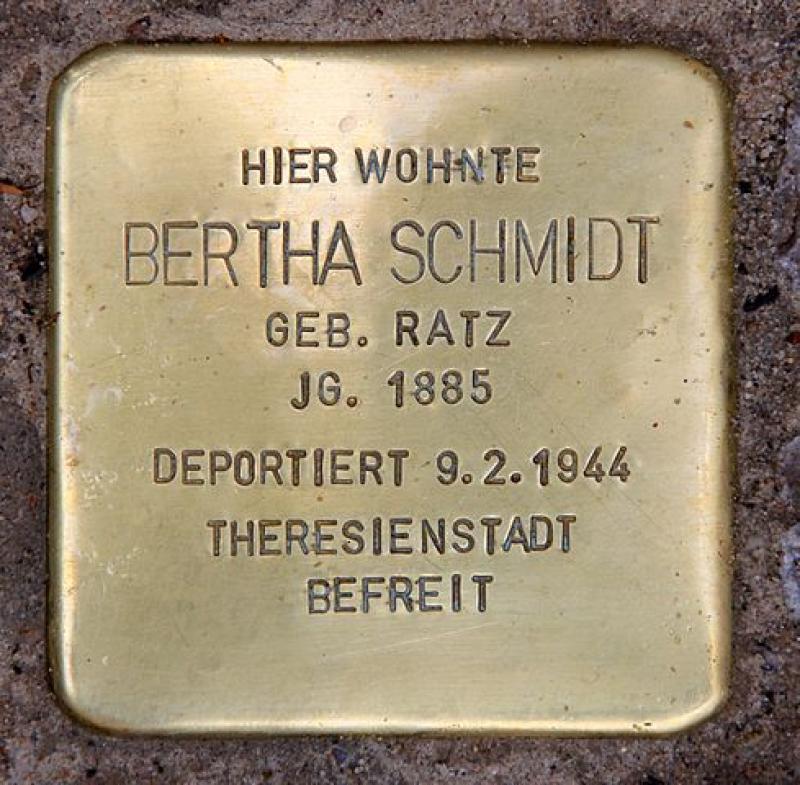 HIER WOHNTE
BERTHA SCHMIDT
GEB. RATZ
JG. 1885
DEPORTIERT 9.2.1944
THERESIENSTADT
BEFREIT